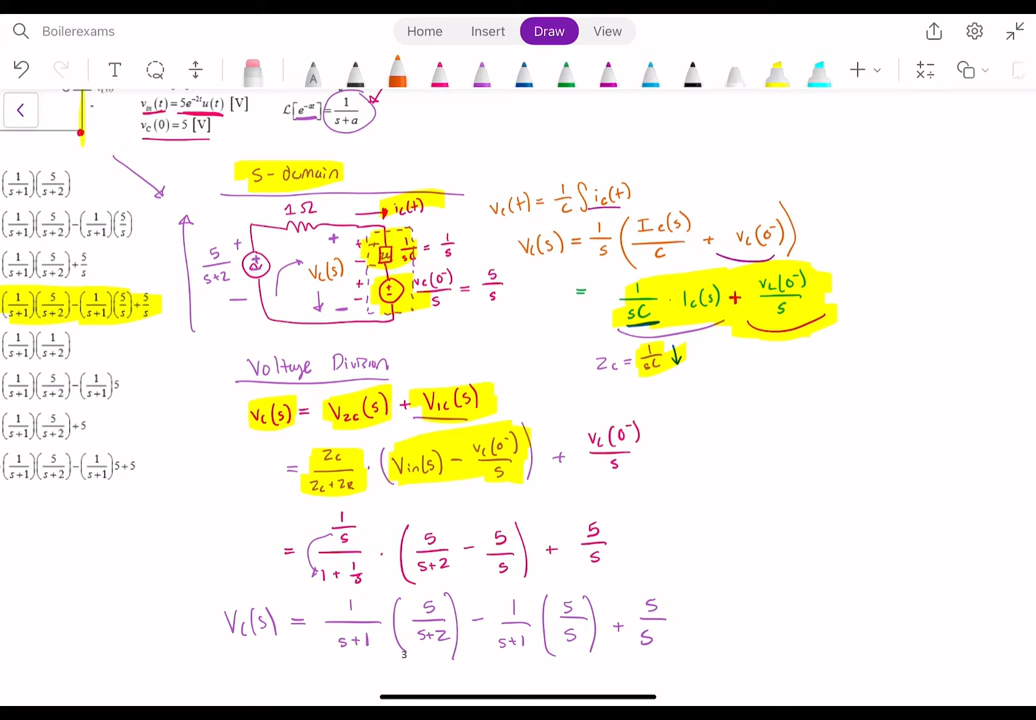 Boilerexams
Home Insert Draw View
v_in(t) = 5e^{-2t}u(t) [V]
v_C(0) = 5 [V]
ℒ[e^{-at}] = 1/(s+a)
(1/(s+1))(5/(s+2))
(1/(s+1))(5/(s+2)) − (1/(s+1))(5/s)
(1/(s+1))(5/(s+2)) + 5/s
(1/(s+1))(5/(s+2)) − (1/(s+1))(5/s) + 5/s
(1/(s+1))(1/(s+2))
(1/(s+1))(5/(s+2)) − (1/(s+1))5
(1/(s+1))(5/(s+2)) + 5
(1/(s+1))(5/(s+2)) − (1/(s+1))5 + 5
S-domain
1Ω
i_c(t)
+ 5/(s+2) −
+ V_c(s) −
+ − 1/sC = 1/s
+ − V_c(0⁻)/s = 5/s
V_c(t) = 1/C ∫ i_c(t)
V_c(s) = 1/s (I_c(s)/C + V_c(0⁻))
= 1/sC · I_c(s) + V_c(0⁻)/s
Z_C = 1/sC ↓
Voltage Division
V_c(s) = V_ZC(s) + V_IC(s)
= Z_C/(Z_C + Z_R) · (V_in(s) − V_c(0⁻)/s) + V_c(0⁻)/s
= (1/s)/(1 + 1/s) · (5/(s+2) − 5/s) + 5/s
V_c(s) = 1/(s+1) (5/(s+2)) − 1/(s+1) (5/s) + 5/s